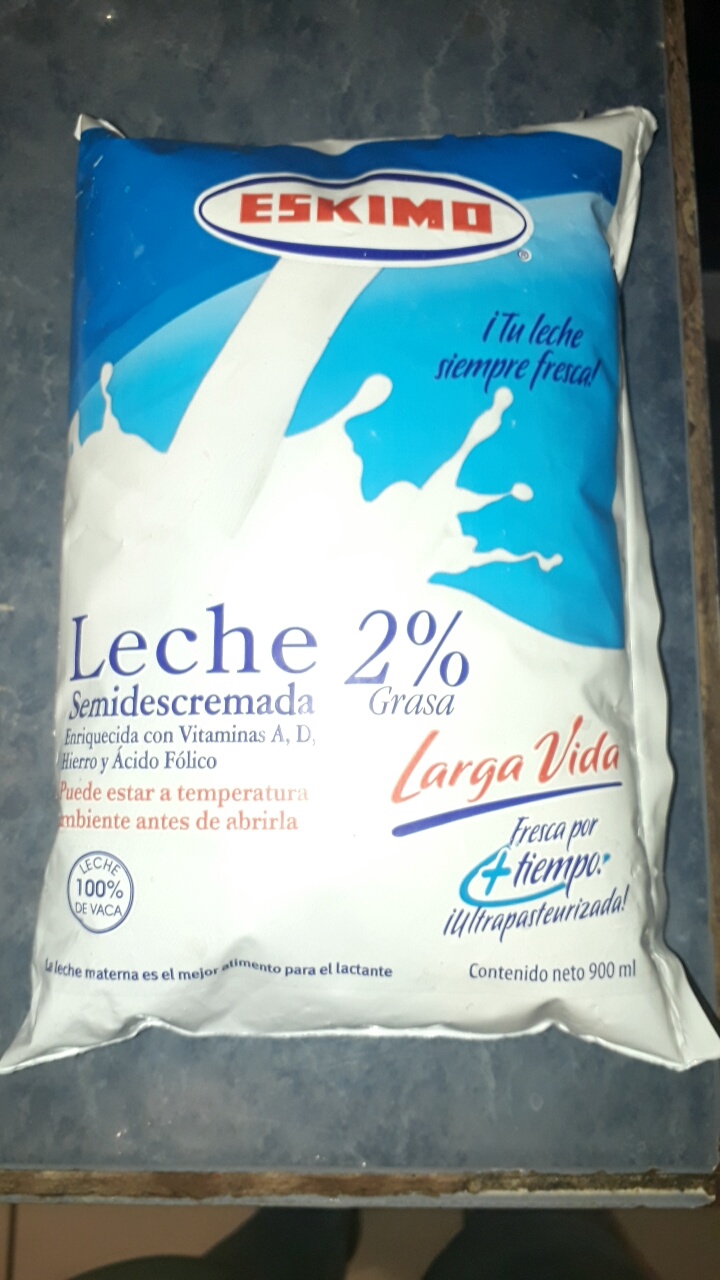 ESKIMO
®
¡Tu leche
siempre fresca!
Leche 2%
Semidescremada Grasa
Enriquecida con Vitaminas A, D,
Hierro y Ácido Fólico
Puede estar a temperatura
mbiente antes de abrirla
Larga Vida
Fresca por
+ tiempo.
¡Ultrapasteurizada!
LECHE
100%
DE VACA
La leche materna es el mejor alimento para el lactante
Contenido neto 900 ml